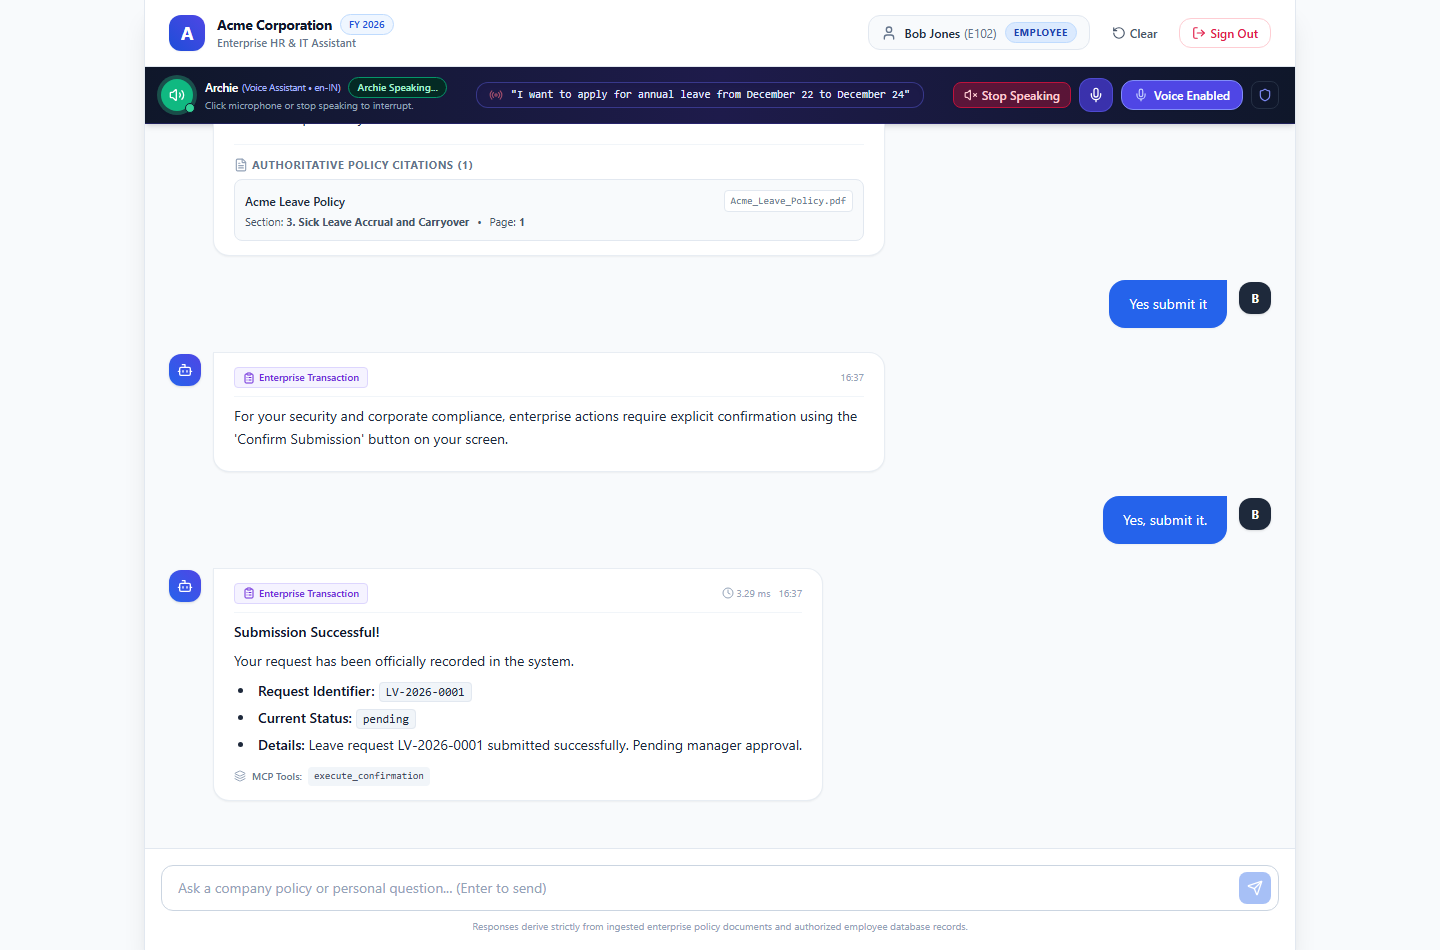 A
Acme Corporation
FY 2026
Enterprise HR & IT Assistant
Bob Jones (E102)
EMPLOYEE
Clear
Sign Out
Archie (Voice Assistant • en-IN)
Archie Speaking...
Click microphone or stop speaking to interrupt.
"I want to apply for annual leave from December 22 to December 24"
Stop Speaking
Voice Enabled
AUTHORITATIVE POLICY CITATIONS (1)
Acme Leave Policy
Acme_Leave_Policy.pdf
Section: 3. Sick Leave Accrual and Carryover • Page: 1
Yes submit it
B
Enterprise Transaction
16:37
For your security and corporate compliance, enterprise actions require explicit confirmation using the
'Confirm Submission' button on your screen.
Yes, submit it.
B
Enterprise Transaction
3.29 ms 16:37
Submission Successful!
Your request has been officially recorded in the system.
• Request Identifier: LV-2026-0001
• Current Status: pending
• Details: Leave request LV-2026-0001 submitted successfully. Pending manager approval.
MCP Tools: execute_confirmation
Ask a company policy or personal question... (Enter to send)
Responses derive strictly from ingested enterprise policy documents and authorized employee database records.